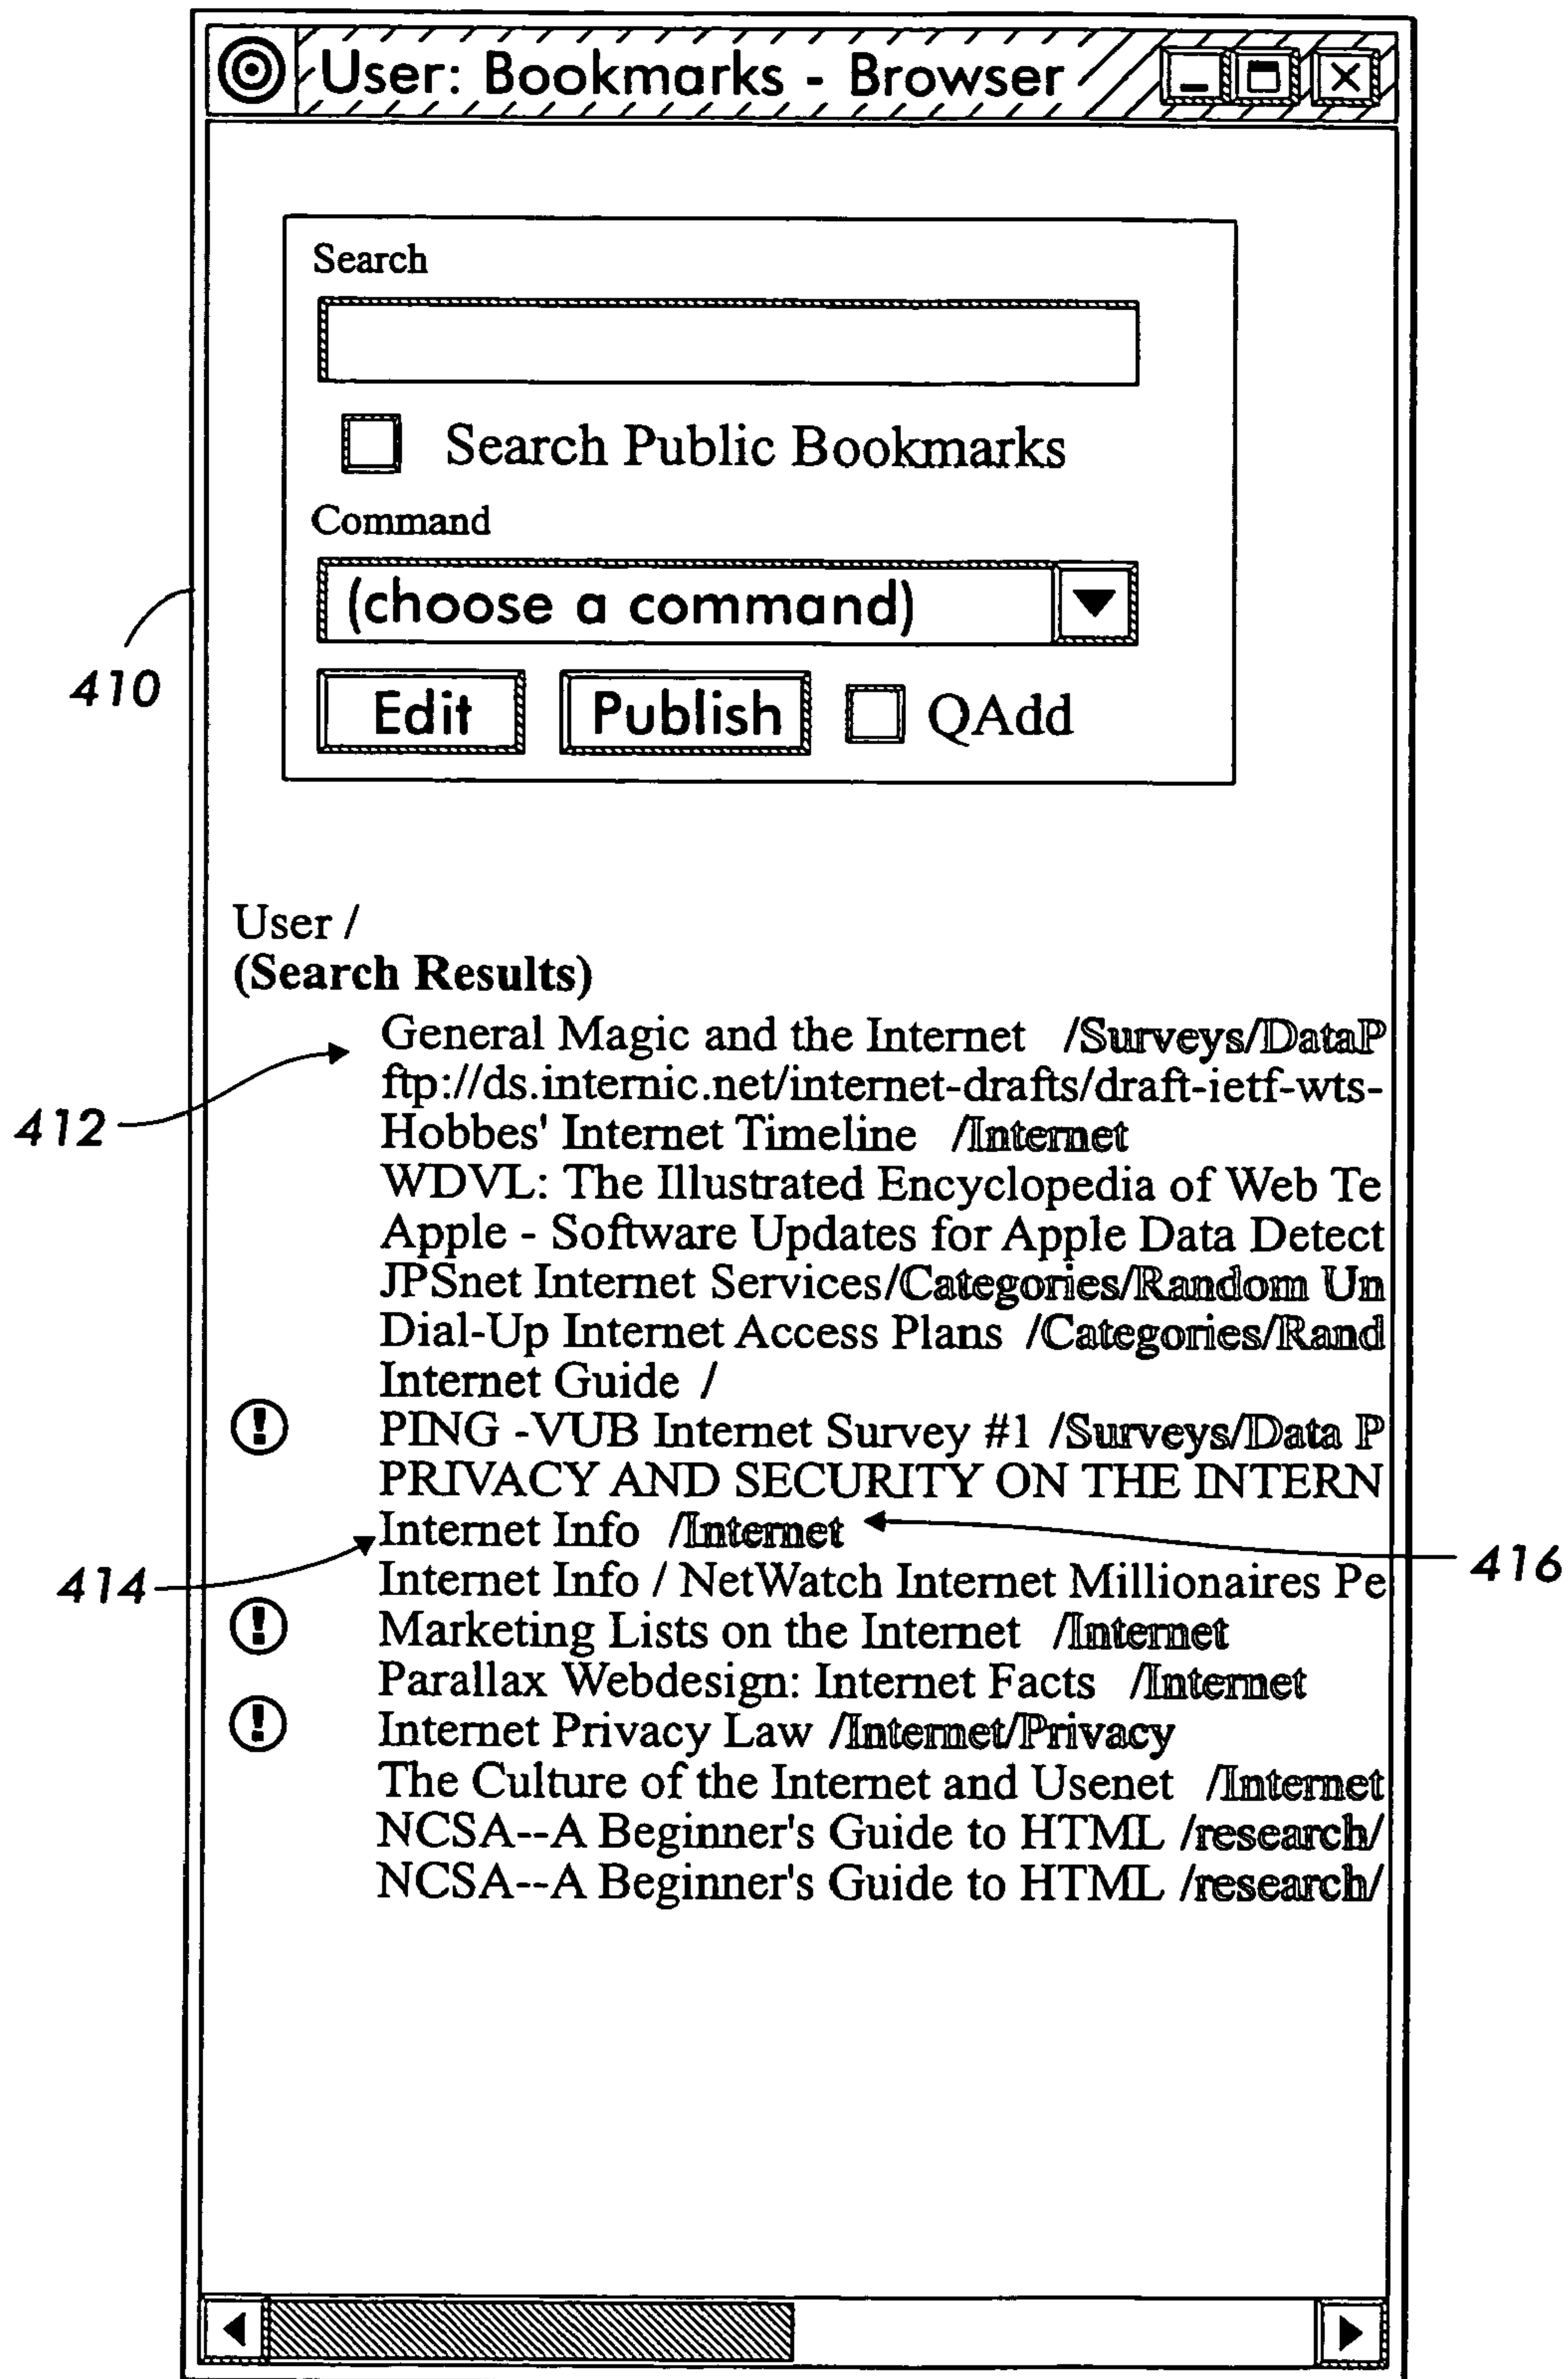 User: Bookmarks - Browser
Search
Search Public Bookmarks
Command
(choose a command)
410
Edit Publish QAdd
User /
(Search Results)
General Magic and the Internet /Surveys/DataP
ftp://ds.internic.net/internet-drafts/draft-ietf-wts-
412
Hobbes' Internet Timeline /Internet
WDVL: The Illustrated Encyclopedia of Web Te
Apple - Software Updates for Apple Data Detect
JPSnet Internet Services/Categories/Random Un
Dial-Up Internet Access Plans /Categories/Rand
Internet Guide /
PING -VUB Internet Survey #1 /Surveys/Data P
PRIVACY AND SECURITY ON THE INTERN
Internet Info /Internet
416
414
Internet Info / NetWatch Internet Millionaires Pe
Marketing Lists on the Internet /Internet
Parallax Webdesign: Internet Facts /Internet
Internet Privacy Law /Internet/Privacy
The Culture of the Internet and Usenet /Internet
NCSA--A Beginner's Guide to HTML /research/
NCSA--A Beginner's Guide to HTML /research/